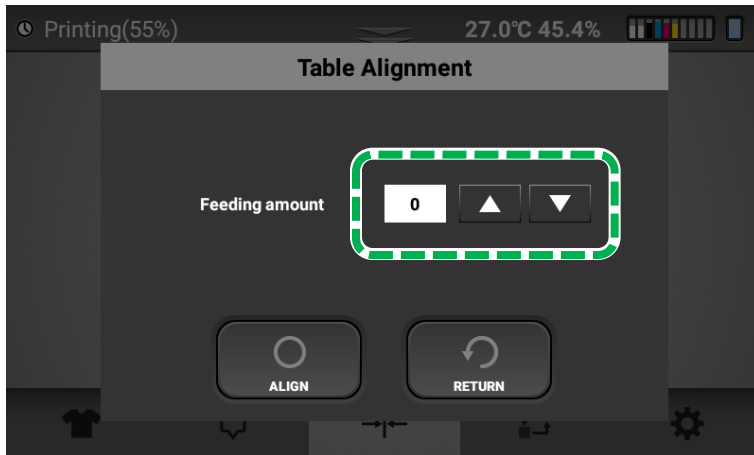 Printing(55%)
27.0℃ 45.4%
Table Alignment
Feeding amount
0
ALIGN
RETURN